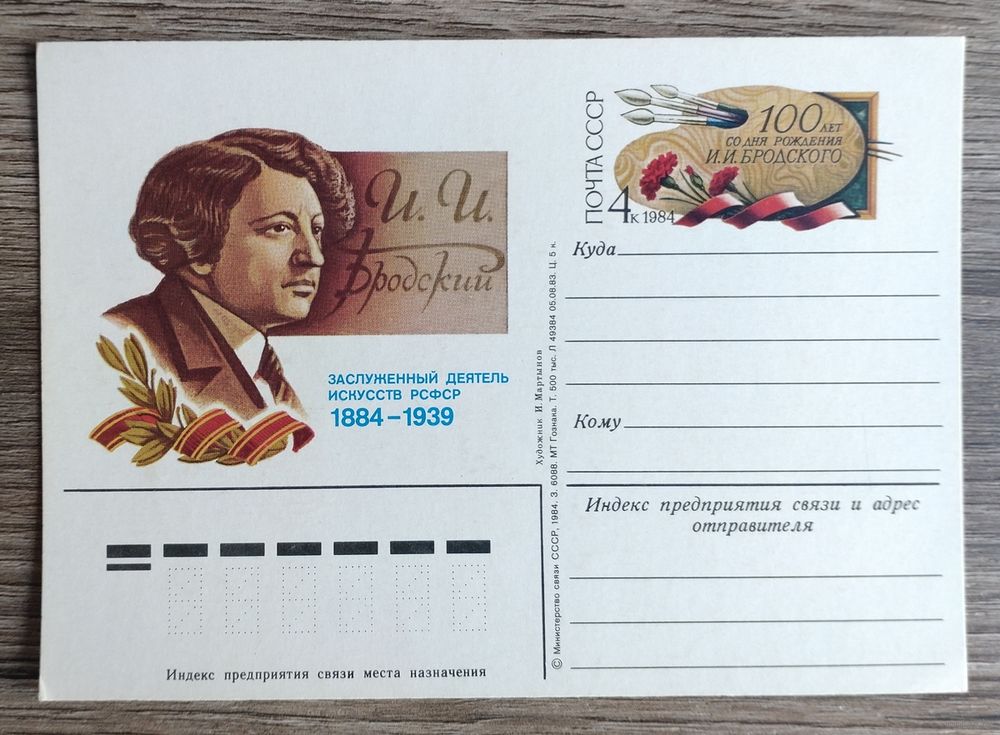 И. И.
Бродский
ЗАСЛУЖЕННЫЙ ДЕЯТЕЛЬ
ИСКУССТВ РСФСР
1884–1939
Индекс предприятия связи места назначения
© Министерство связи СССР, 1984. З. 6088. МТ Гознака. Т. 500 тыс. Л 49384 05.08.83. Ц. 5 к.
Художник И. Мартынов
ПОЧТА СССР
4 к 1984
100 ЛЕТ
СО ДНЯ РОЖДЕНИЯ
И.И.БРОДСКОГО
Куда
Кому
Индекс предприятия связи и адрес
отправителя